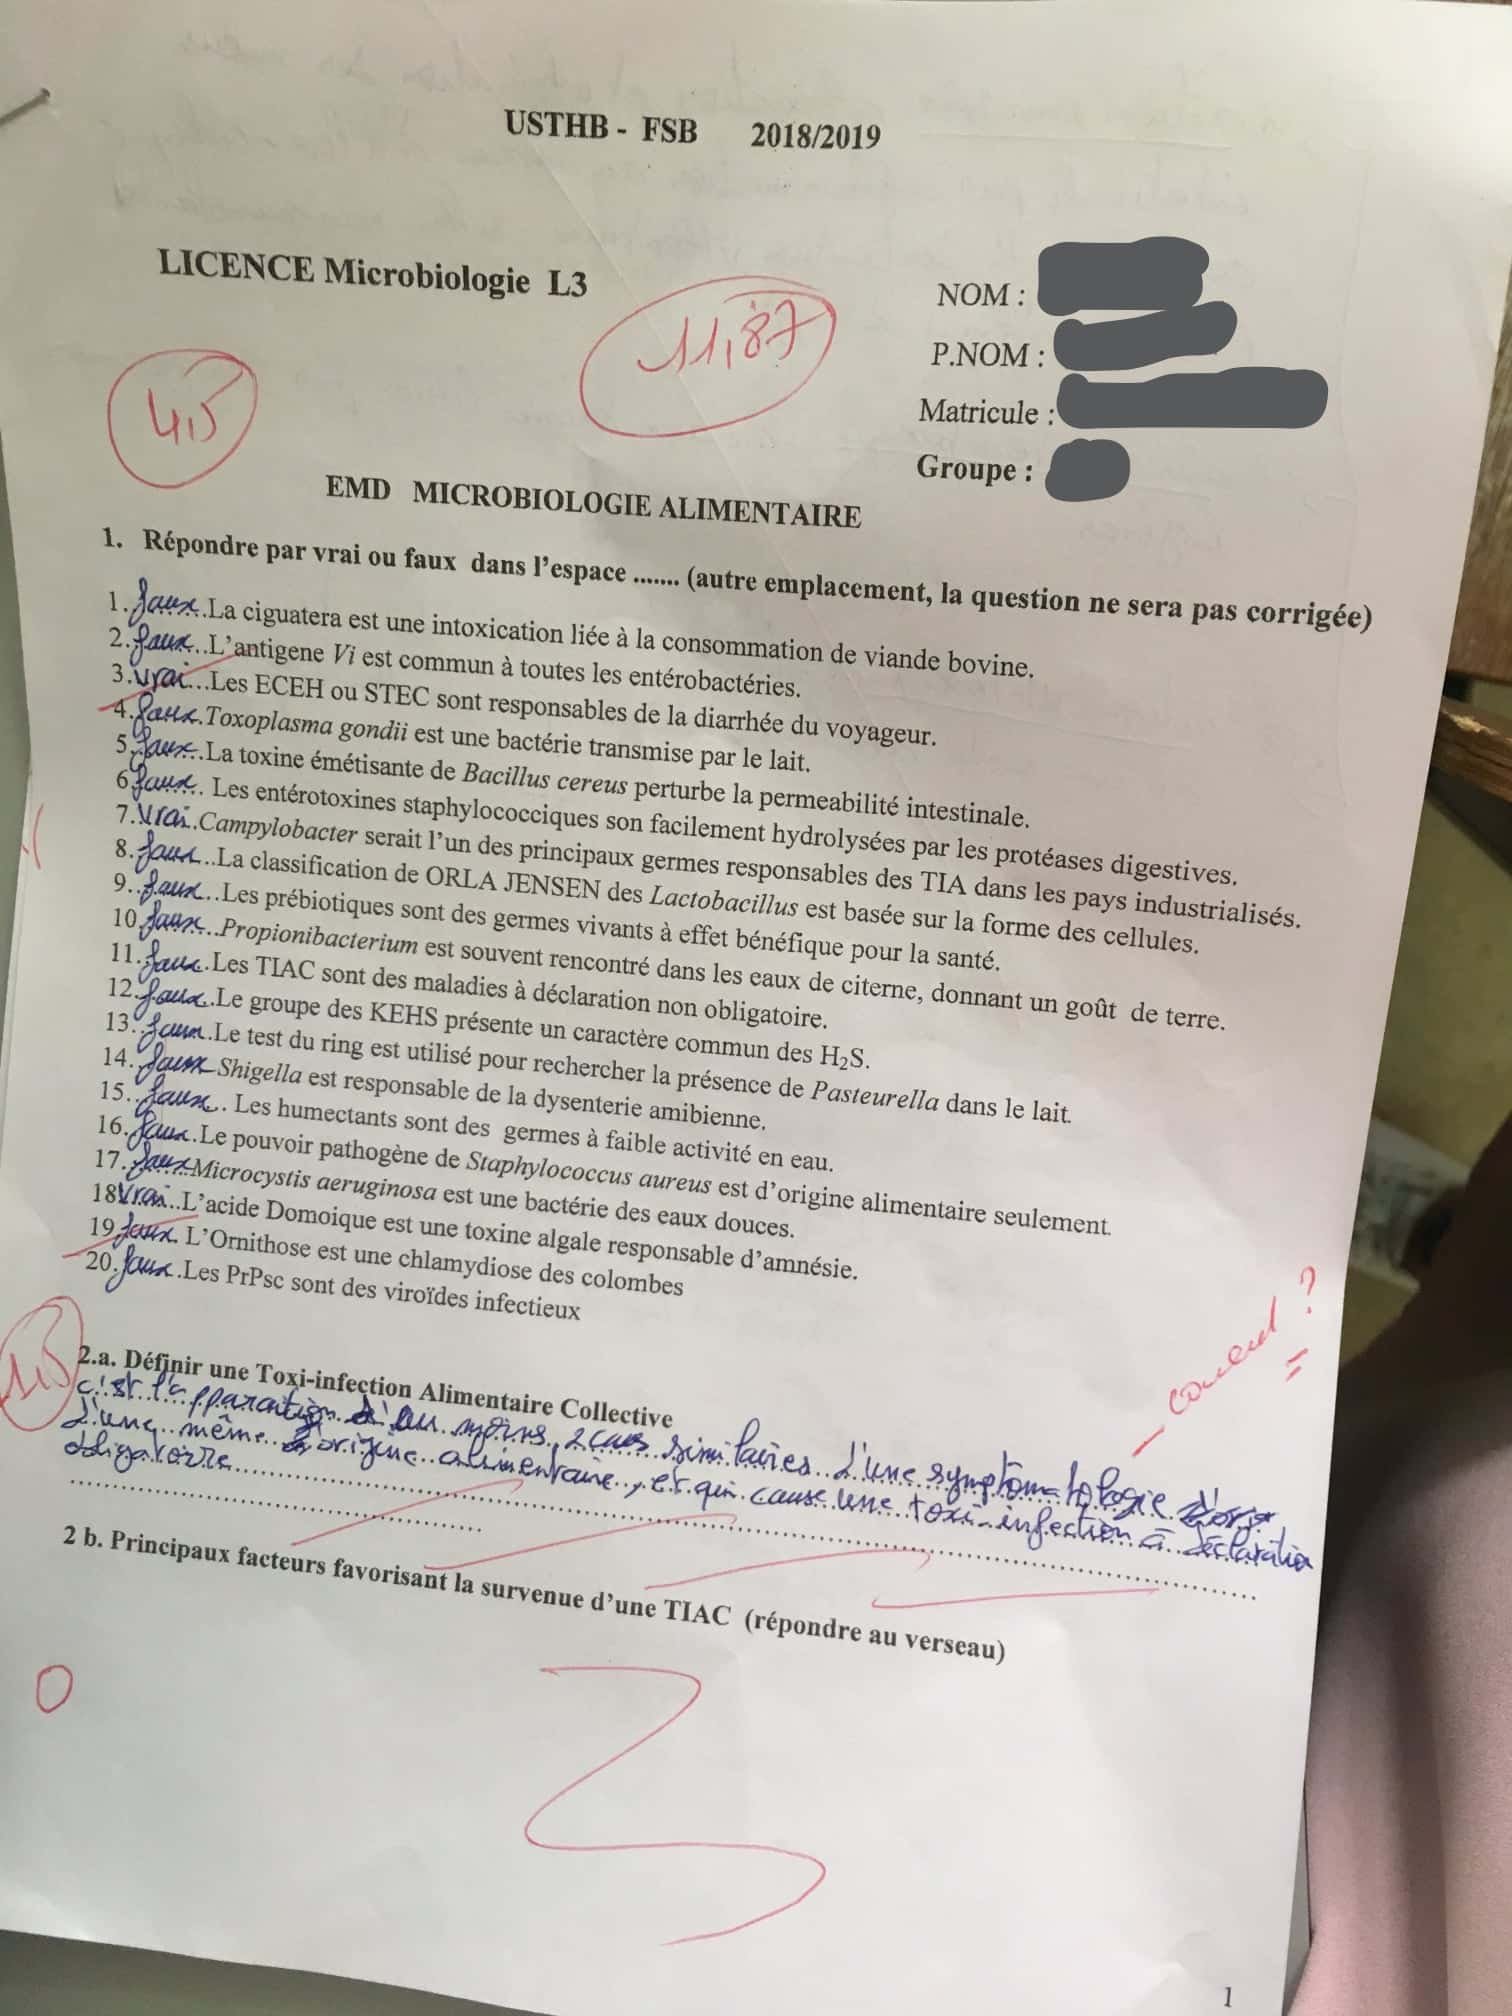 USTHB - FSB 2018/2019
LICENCE Microbiologie L3
NOM :
11,87
P.NOM :
4,5
Matricule :
Groupe :
EMD MICROBIOLOGIE ALIMENTAIRE
1. Répondre par vrai ou faux dans l'espace ....... (autre emplacement, la question ne sera pas corrigée)
1. faux..La ciguatera est une intoxication liée à la consommation de viande bovine.
2. faux...L'antigene Vi est commun à toutes les entérobactéries.
3. vrai...Les ECEH ou STEC sont responsables de la diarrhée du voyageur.
4. faux.Toxoplasma gondii est une bactérie transmise par le lait.
5. faux..La toxine émétisante de Bacillus cereus perturbe la permeabilité intestinale.
6 faux.. Les entérotoxines staphylococciques son facilement hydrolysées par les protéases digestives.
7. vrai..Campylobacter serait l'un des principaux germes responsables des TIA dans les pays industrialisés.
8. faux...La classification de ORLA JENSEN des Lactobacillus est basée sur la forme des cellules.
9. faux...Les prébiotiques sont des germes vivants à effet bénéfique pour la santé.
10. faux...Propionibacterium est souvent rencontré dans les eaux de citerne, donnant un goût de terre.
11. faux.Les TIAC sont des maladies à déclaration non obligatoire.
12. faux..Le groupe des KEHS présente un caractère commun des H2S.
13. faux..Le test du ring est utilisé pour rechercher la présence de Pasteurella dans le lait.
14. faux Shigella est responsable de la dysenterie amibienne.
15. faux.. Les humectants sont des germes à faible activité en eau.
16. faux.Le pouvoir pathogène de Staphylococcus aureus est d'origine alimentaire seulement.
17. faux Microcystis aeruginosa est une bactérie des eaux douces.
18 vrai...L'acide Domoique est une toxine algale responsable d'amnésie.
19 faux. L'Ornithose est une chlamydiose des colombes
20. faux.Les PrPsc sont des viroïdes infectieux
1,5
2.a. Définir une Toxi-infection Alimentaire Collective
c'est l'apparaition d'au moins 2 cas similaires d'une symptomatologie
d'une même d'origine alimentaire, et qui cause une toxi-infection à déclaration
obligatoire
coment ?
2 b. Principaux facteurs favorisant la survenue d'une TIAC (répondre au verseau)
0
1